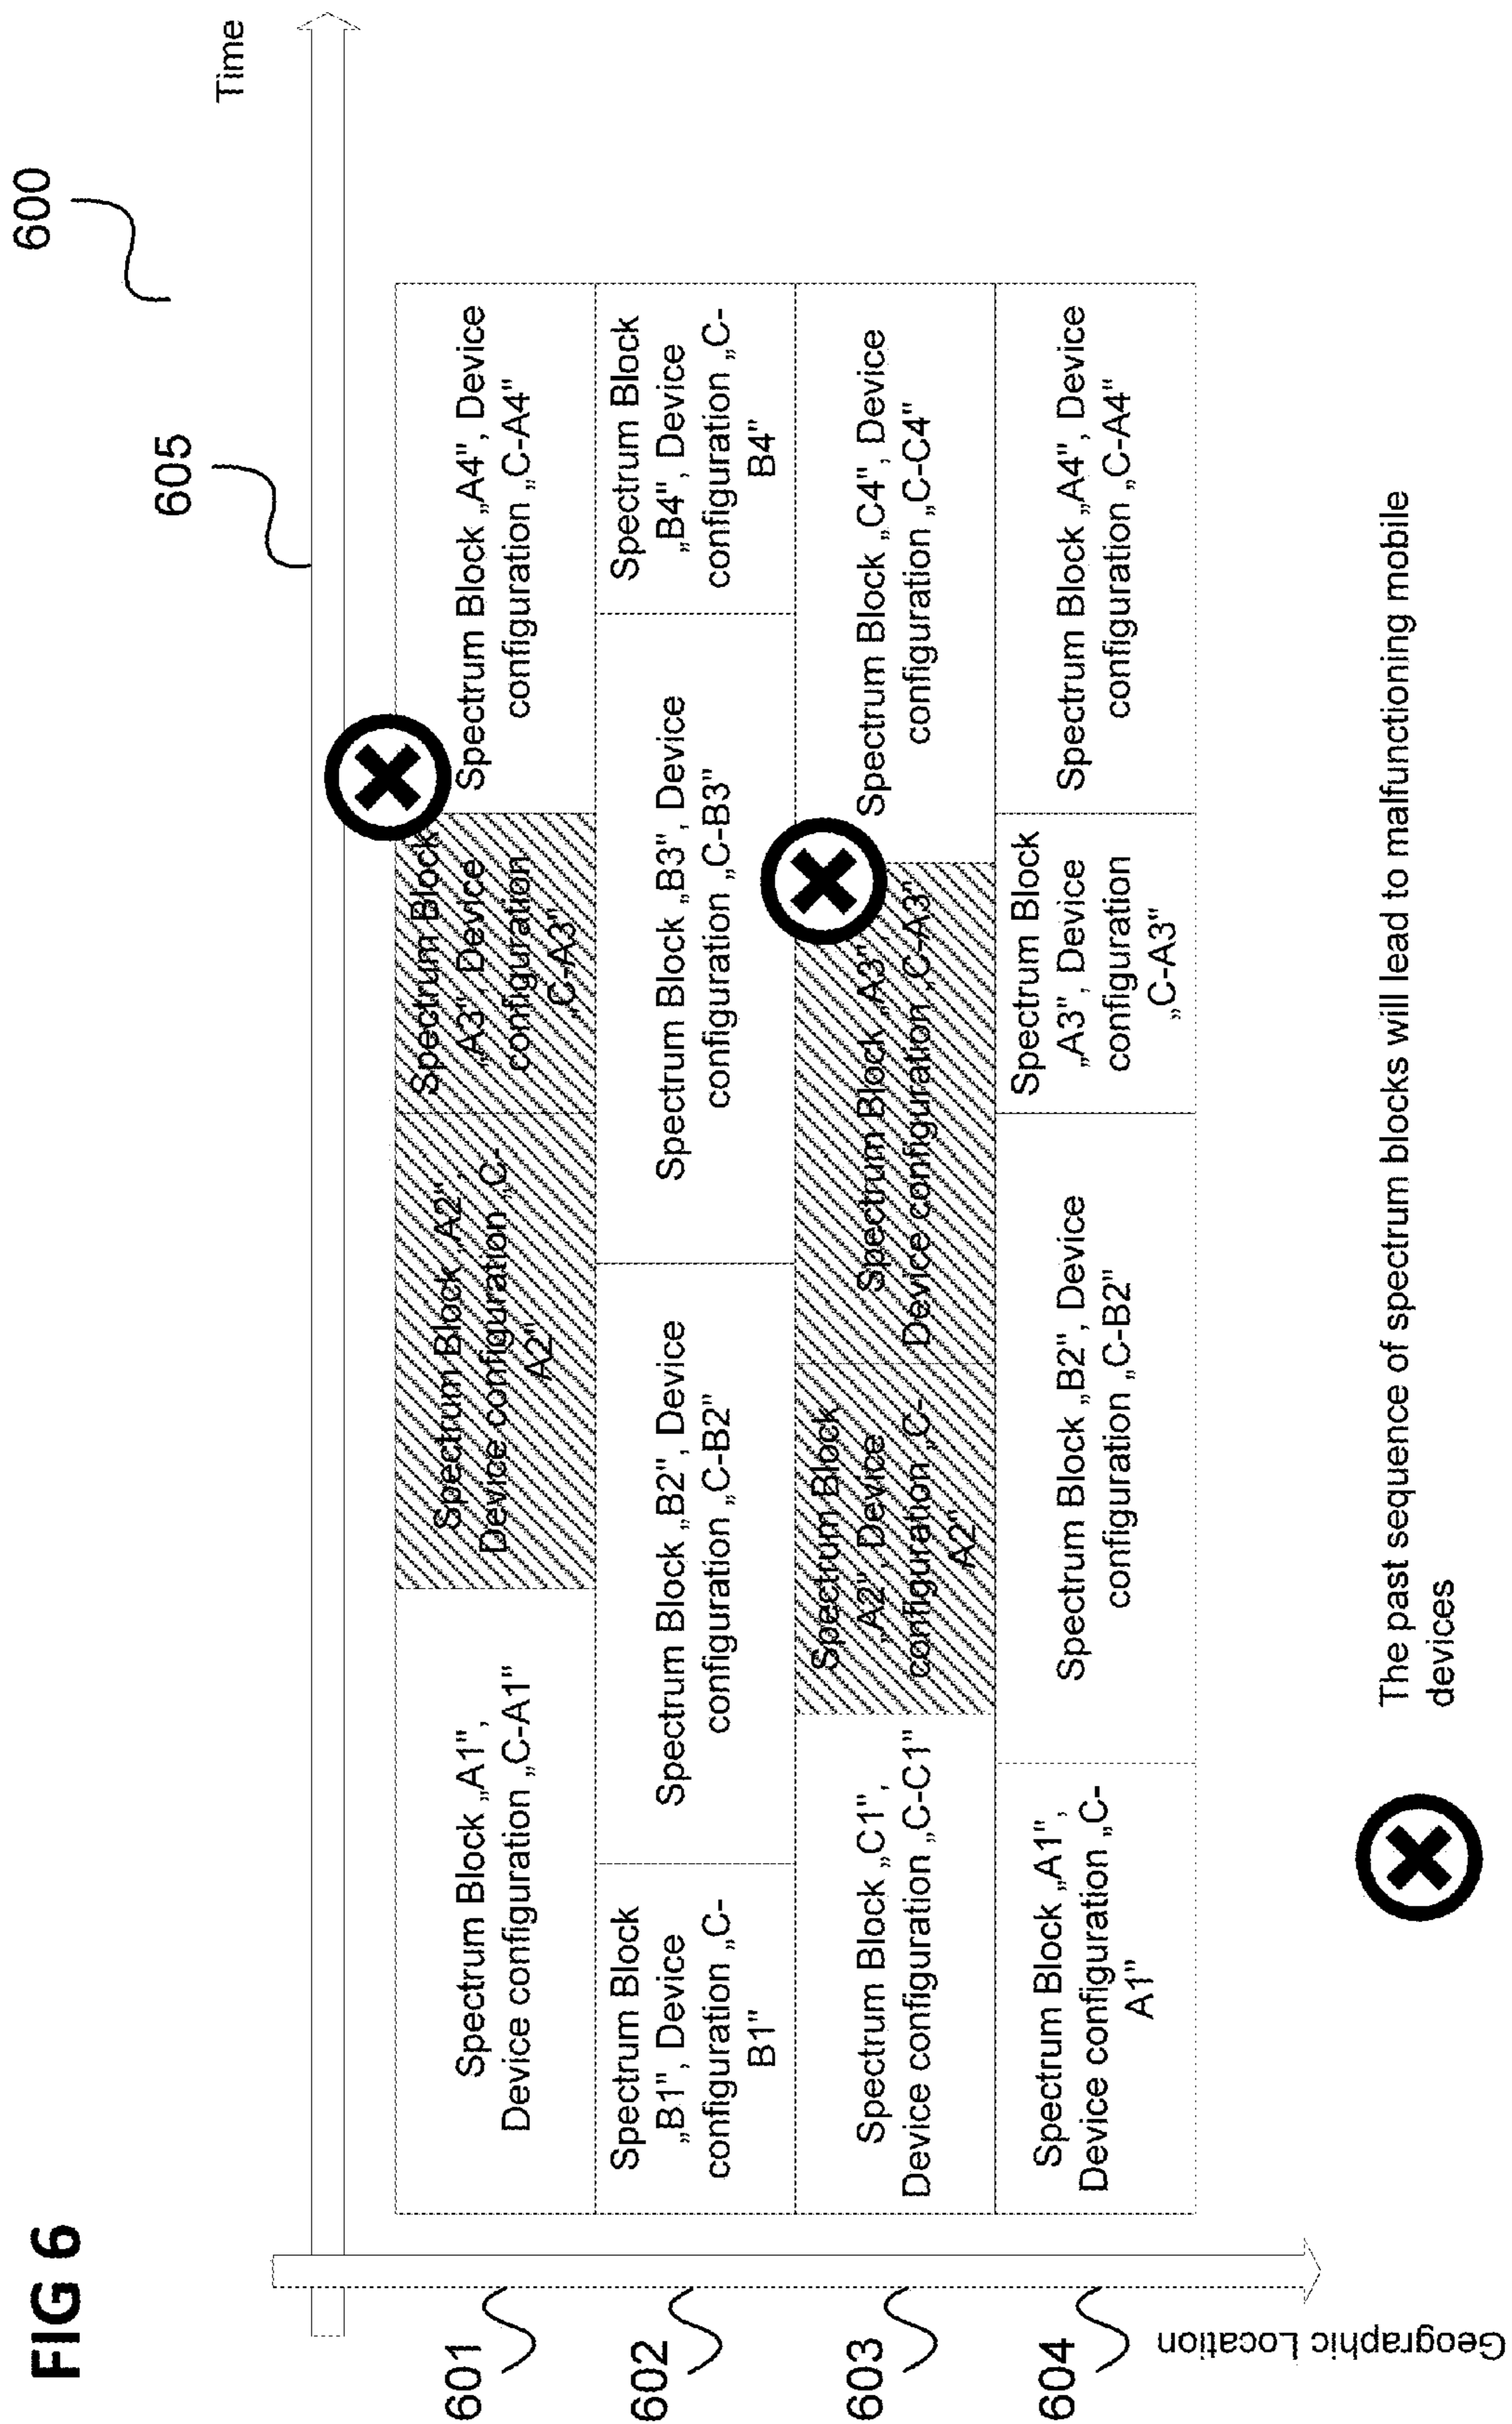 FIG 6
600
605
Time
601
Spectrum Block „A1",
Device configuration „C-A1"
Spectrum Block „A2",
Device configuration „C-
A2"
Spectrum Block
„A3", Device
configuration
„C-A3"
Spectrum Block „A4", Device
configuration „C-A4"
602
Spectrum Block
„B1", Device
configuration „C-
B1"
Spectrum Block „B2", Device
configuration „C-B2"
Spectrum Block „B3", Device
configuration „C-B3"
Spectrum Block
„B4", Device
configuration „C-
B4"
603
Spectrum Block „C1",
Device configuration „C-C1"
Spectrum Block
„A2", Device
configuration „C-
A2"
Spectrum Block „A3",
Device configuration „C-A3"
Spectrum Block „C4", Device
configuration „C-C4"
604
Spectrum Block „A1",
Device configuration „C-
A1"
Spectrum Block „B2", Device
configuration „C-B2"
Spectrum Block
„A3", Device
configuration
„C-A3"
Spectrum Block „A4", Device
configuration „C-A4"
Geographic Location
The past sequence of spectrum blocks will lead to malfunctioning mobile
devices